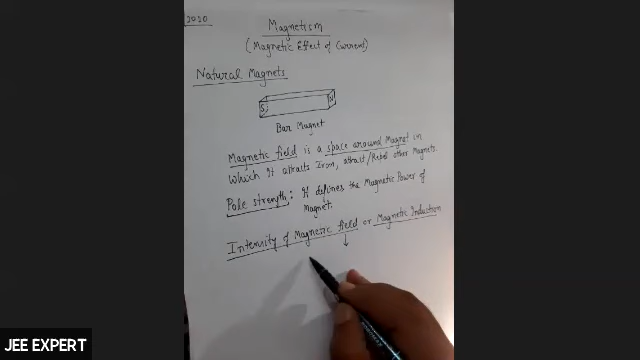 2020
Magnetism
(Magnetic Effect of Current)
Natural Magnets
S N
Bar Magnet
Magnetic field is a space around Magnet in
which It attracts Iron, attract/Repel other Magnets.
Pole strength: It defines the Magnetic Power of
Magnet.
Intensity of Magnetic field or Magnetic Induction
JEE EXPERT